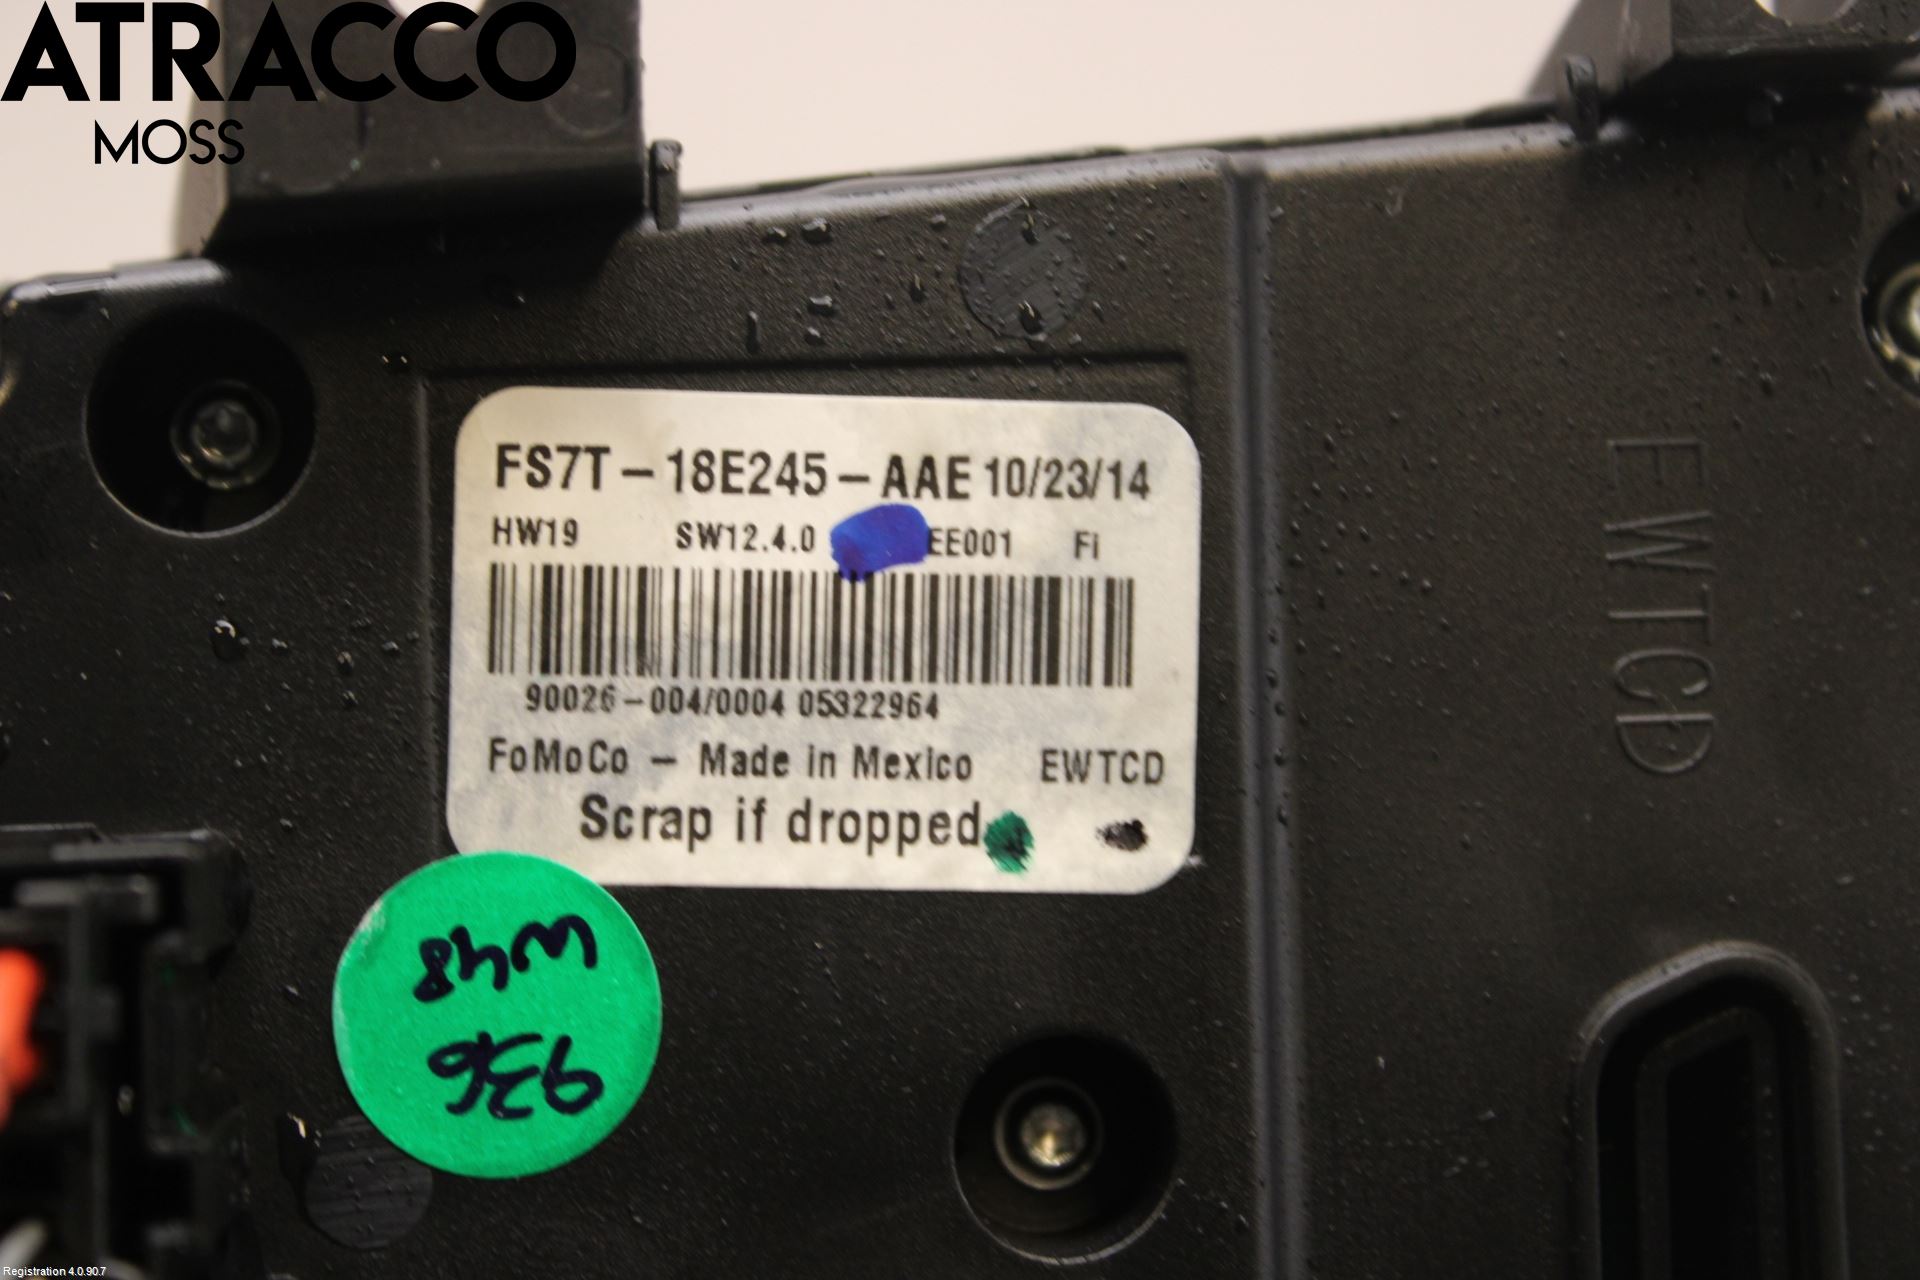 ATRACCO
MOSS
FS7T-18E245-AAE 10/23/14
HW19 SW12.4.0 EE001 Fi
90026-004/0004 05322964
FoMoCo - Made in Mexico EWTCD
Scrap if dropped
EWTCD
W48
936
Registration 4.0.90.7